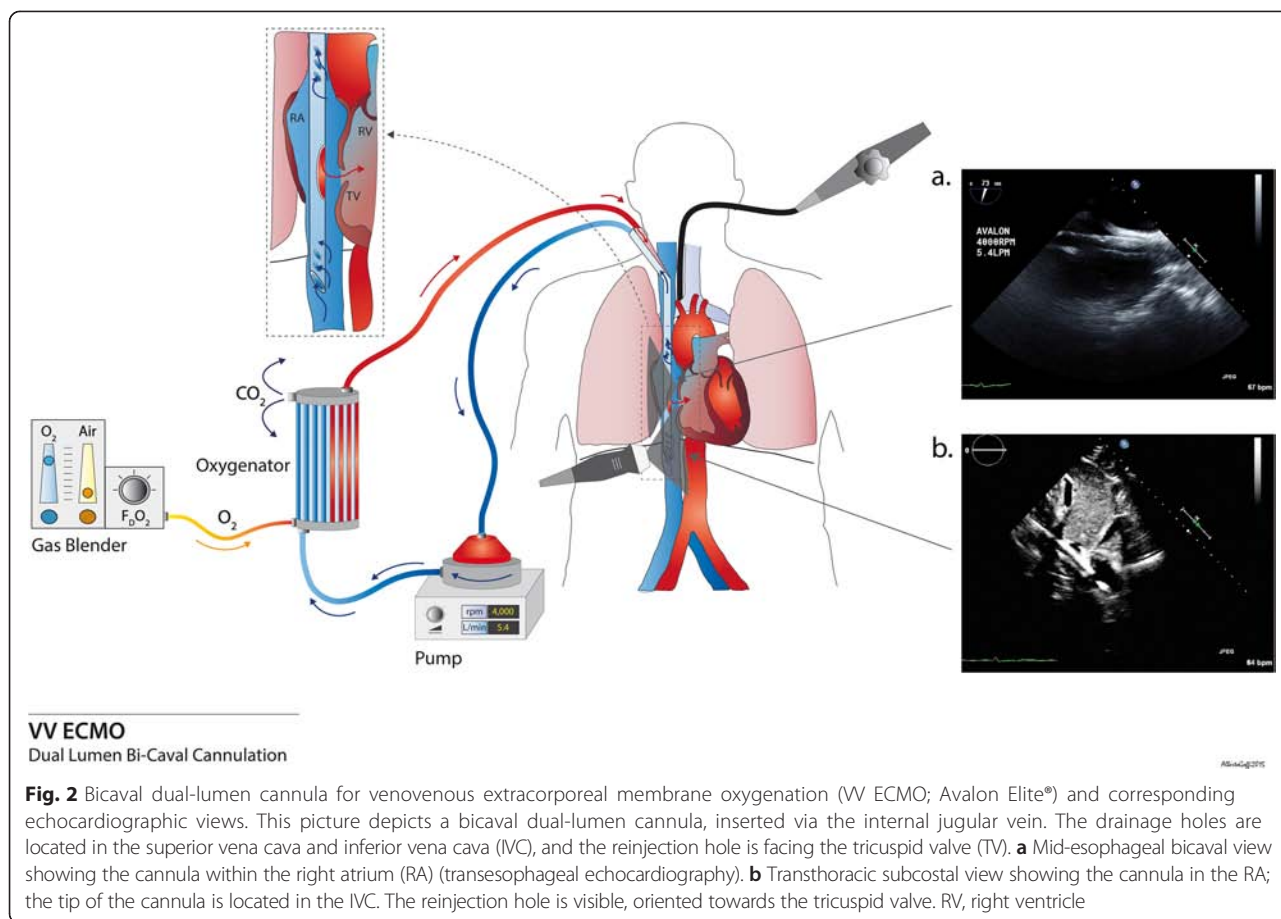 RA
RV
TV
a.
75
AVALON
4000RPM
5.4LPM
JPEG
67 bpm
CO2
O2 Air
Oxygenator
FDO2
O2
Gas Blender
b.
0
rpm 4,000
L/min 5.4
Pump
JPEG
64 bpm
VV ECMO
Dual Lumen Bi-Caval Cannulation
Fig. 2 Bicaval dual-lumen cannula for venovenous extracorporeal membrane oxygenation (VV ECMO; Avalon Elite®) and corresponding
echocardiographic views. This picture depicts a bicaval dual-lumen cannula, inserted via the internal jugular vein. The drainage holes are
located in the superior vena cava and inferior vena cava (IVC), and the reinjection hole is facing the tricuspid valve (TV). a Mid-esophageal bicaval view
showing the cannula within the right atrium (RA) (transesophageal echocardiography). b Transthoracic subcostal view showing the cannula in the RA;
the tip of the cannula is located in the IVC. The reinjection hole is visible, oriented towards the tricuspid valve. RV, right ventricle